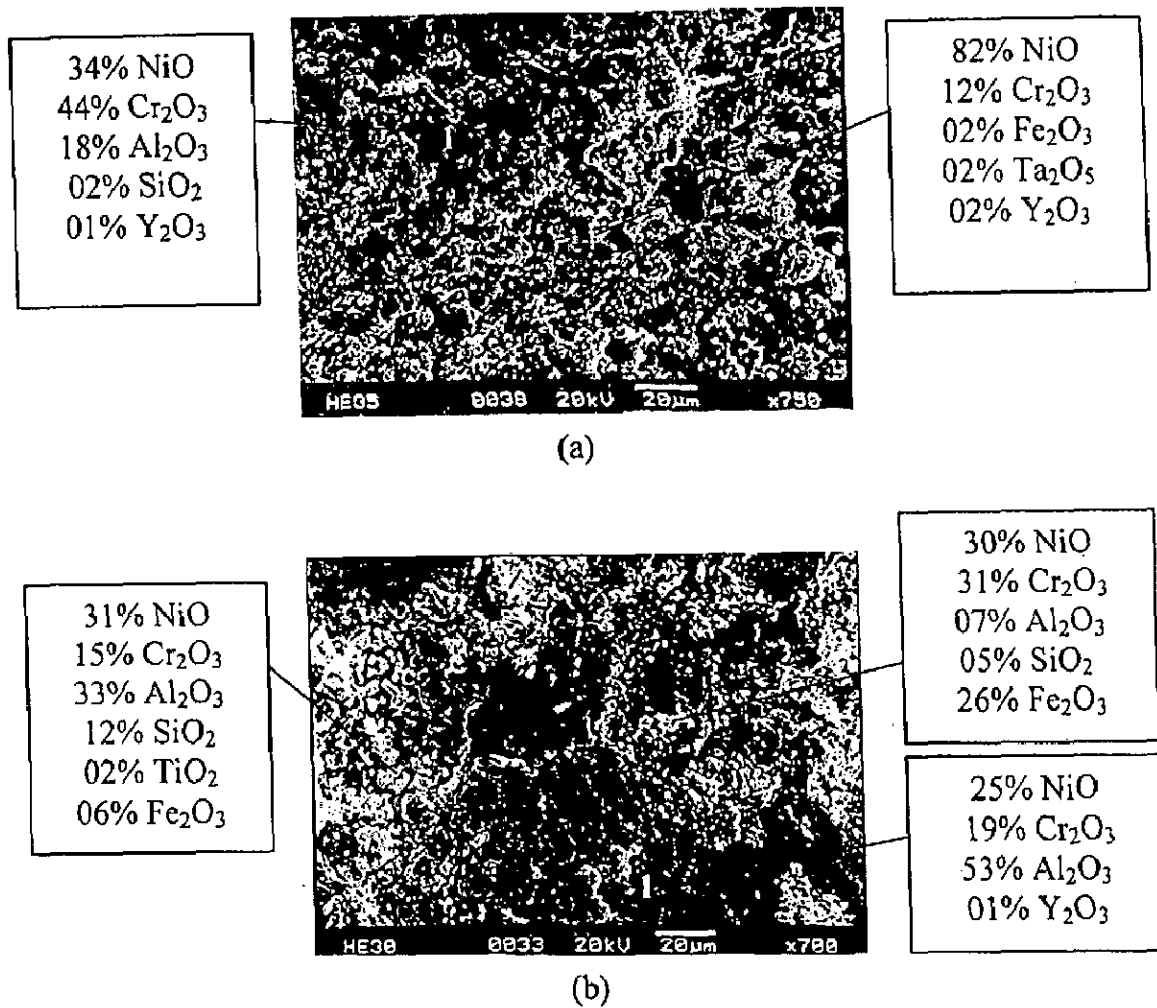 34% NiO
44% Cr₂O₃
18% Al₂O₃
02% SiO₂
01% Y₂O₃
82% NiO
12% Cr₂O₃
02% Fe₂O₃
02% Ta₂O₅
02% Y₂O₃
HE05 0038 20kV 20µm x750
(a)
31% NiO
15% Cr₂O₃
33% Al₂O₃
12% SiO₂
02% TiO₂
06% Fe₂O₃
30% NiO
31% Cr₂O₃
07% Al₂O₃
05% SiO₂
26% Fe₂O₃
25% NiO
19% Cr₂O₃
53% Al₂O₃
01% Y₂O₃
1
HE30 0033 20kV 20µm x700
(b)